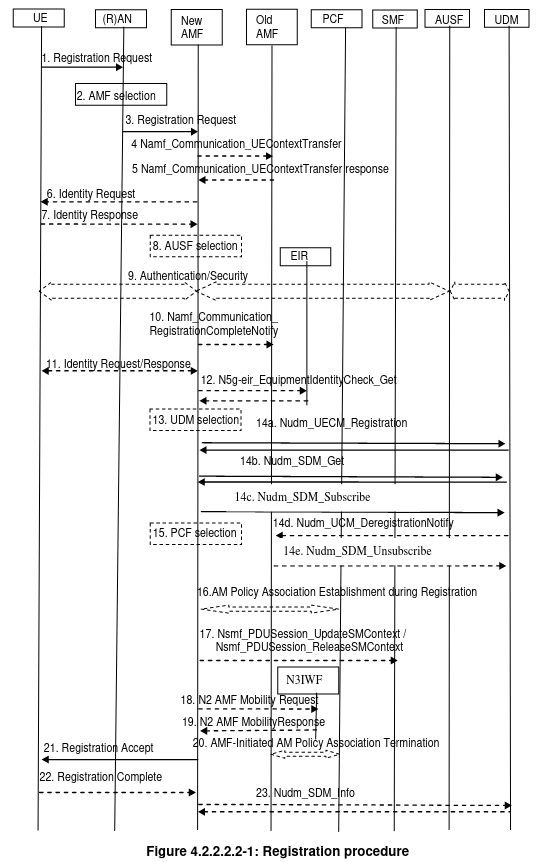 UE
(R)AN
New
AMF
Old
AMF
PCF
SMF
AUSF
UDM
1. Registration Request
2. AMF selection
3. Registration Request
4 Namf_Communication_UEContextTransfer
5 Namf_Communication_UEContextTransfer response
6. Identity Request
7. Identity Response
8. AUSF selection
EIR
9. Authentication/Security
10. Namf_Communication_
RegistrationCompleteNotify
11. Identity Request/Response
12. N5g-eir_EquipmentIdentityCheck_Get
13. UDM selection
14a. Nudm_UECM_Registration
14b. Nudm_SDM_Get
14c. Nudm_SDM_Subscribe
14d. Nudm_UCM_DeregistrationNotify
15. PCF selection
14e. Nudm_SDM_Unsubscribe
16.AM Policy Association Establishment during Registration
17. Nsmf_PDUSession_UpdateSMContext /
Nsmf_PDUSession_ReleaseSMContext
N3IWF
18. N2 AMF Mobility Request
19. N2 AMF MobilityResponse
20. AMF-Initiated AM Policy Association Termination
21. Registration Accept
22. Registration Complete
23. Nudm_SDM_Info
Figure 4.2.2.2.2-1: Registration procedure